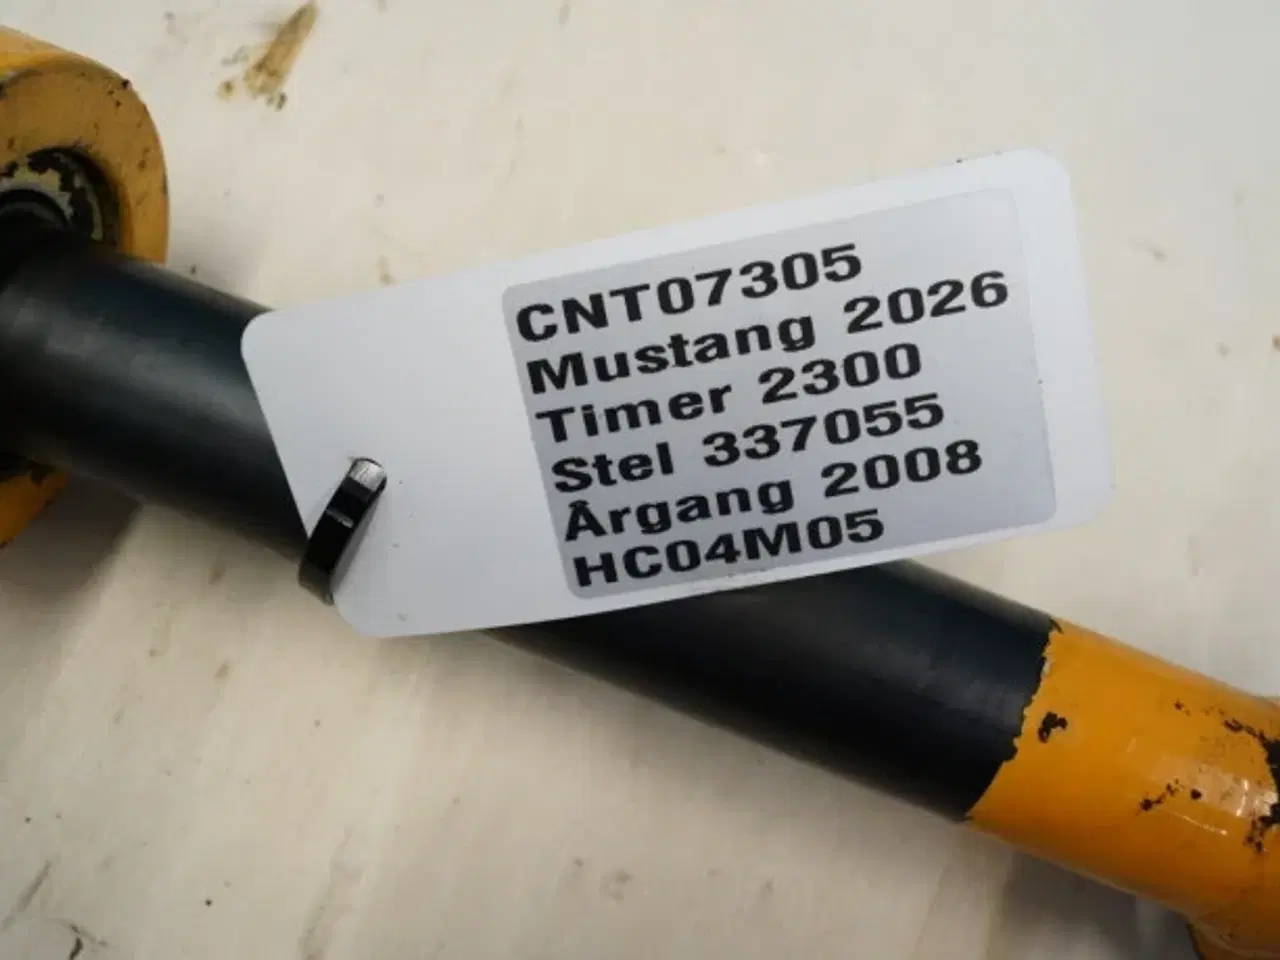 CNT07305
Mustang 2026
Timer 2300
Stel 337055
Årgang 2008
HC04M05